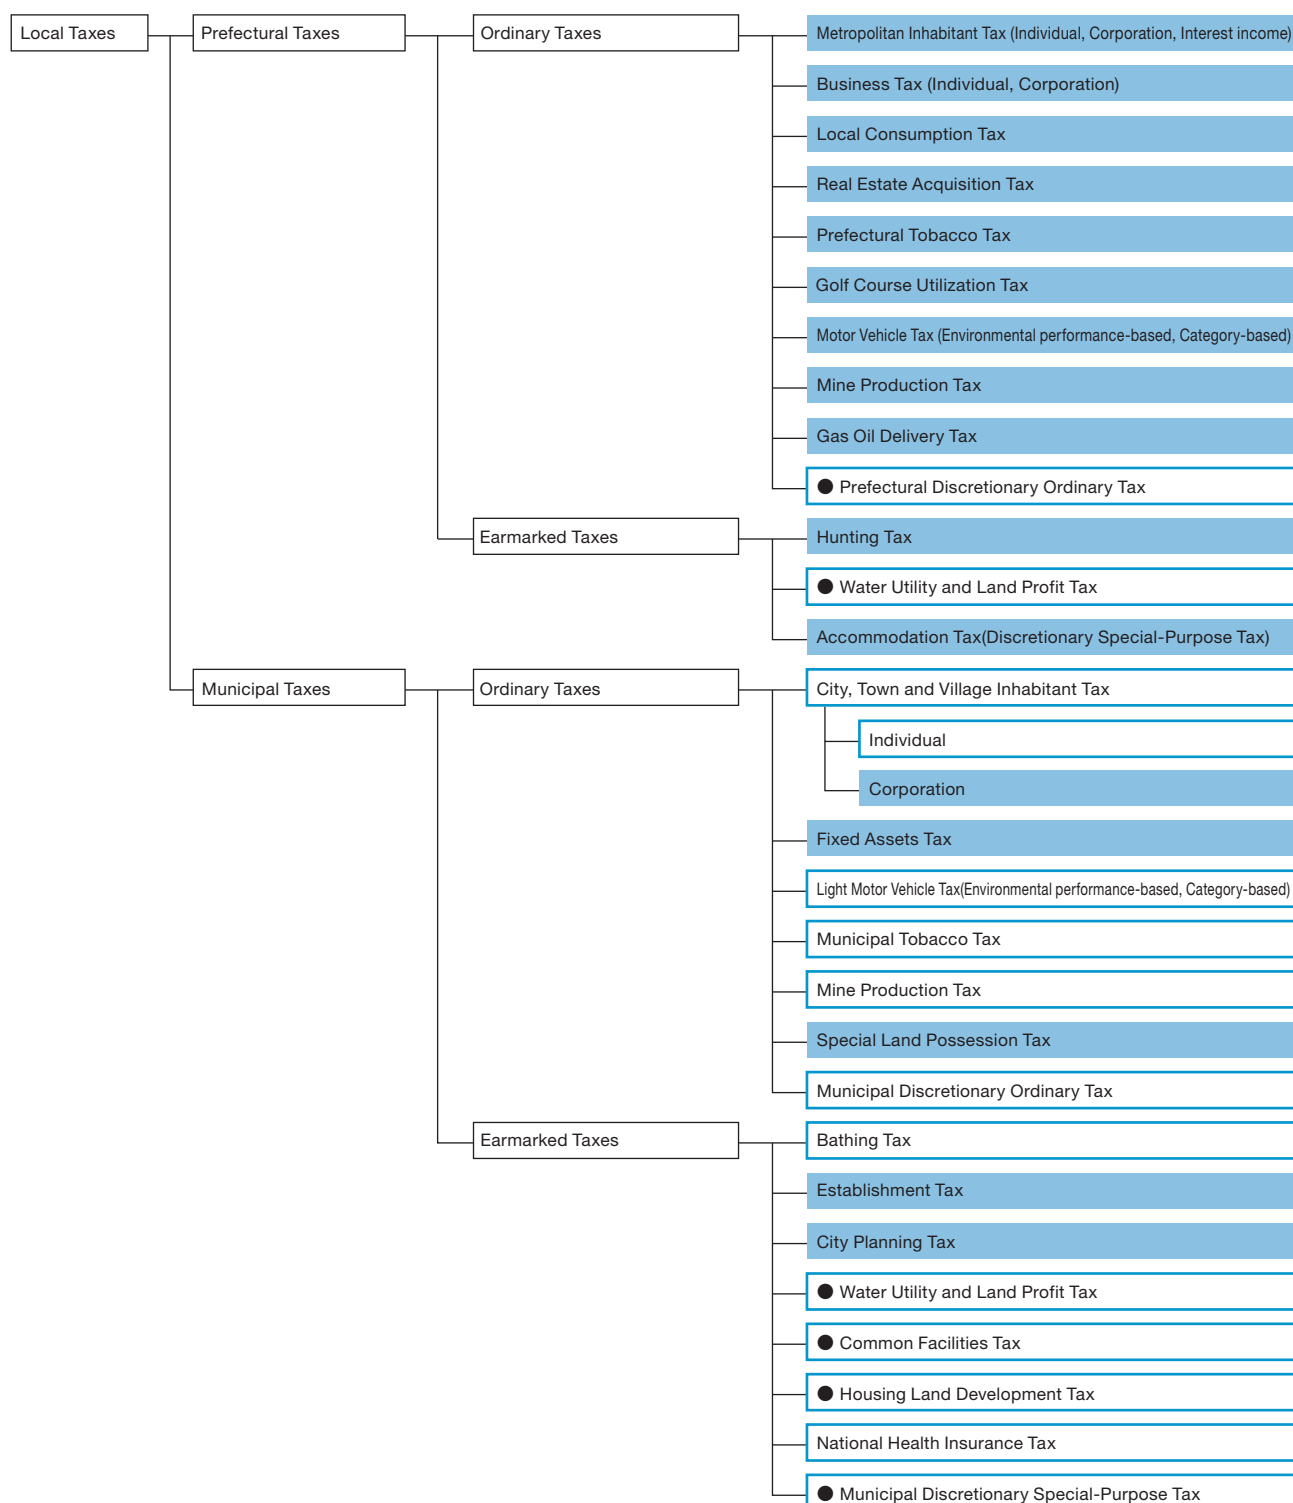 Local Taxes
Prefectural Taxes
Ordinary Taxes
Metropolitan Inhabitant Tax (Individual, Corporation, Interest income)
Business Tax (Individual, Corporation)
Local Consumption Tax
Real Estate Acquisition Tax
Prefectural Tobacco Tax
Golf Course Utilization Tax
Motor Vehicle Tax (Environmental performance-based, Category-based)
Mine Production Tax
Gas Oil Delivery Tax
● Prefectural Discretionary Ordinary Tax
Earmarked Taxes
Hunting Tax
● Water Utility and Land Profit Tax
Accommodation Tax(Discretionary Special-Purpose Tax)
Municipal Taxes
Ordinary Taxes
City, Town and Village Inhabitant Tax
Individual
Corporation
Fixed Assets Tax
Light Motor Vehicle Tax(Environmental performance-based, Category-based)
Municipal Tobacco Tax
Mine Production Tax
Special Land Possession Tax
Municipal Discretionary Ordinary Tax
Earmarked Taxes
Bathing Tax
Establishment Tax
City Planning Tax
● Water Utility and Land Profit Tax
● Common Facilities Tax
● Housing Land Development Tax
National Health Insurance Tax
● Municipal Discretionary Special-Purpose Tax